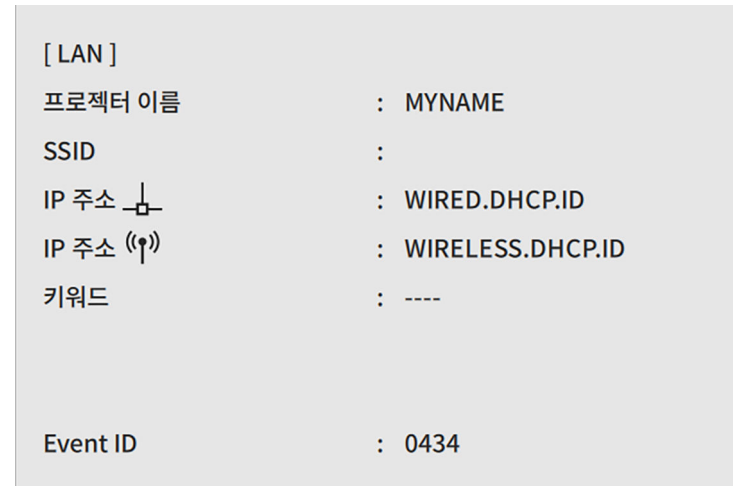 [ LAN ]
프로젝터 이름 : MYNAME
SSID :
IP 주소 : WIRED.DHCP.ID
IP 주소 : WIRELESS.DHCP.ID
키워드 : ----
Event ID : 0434